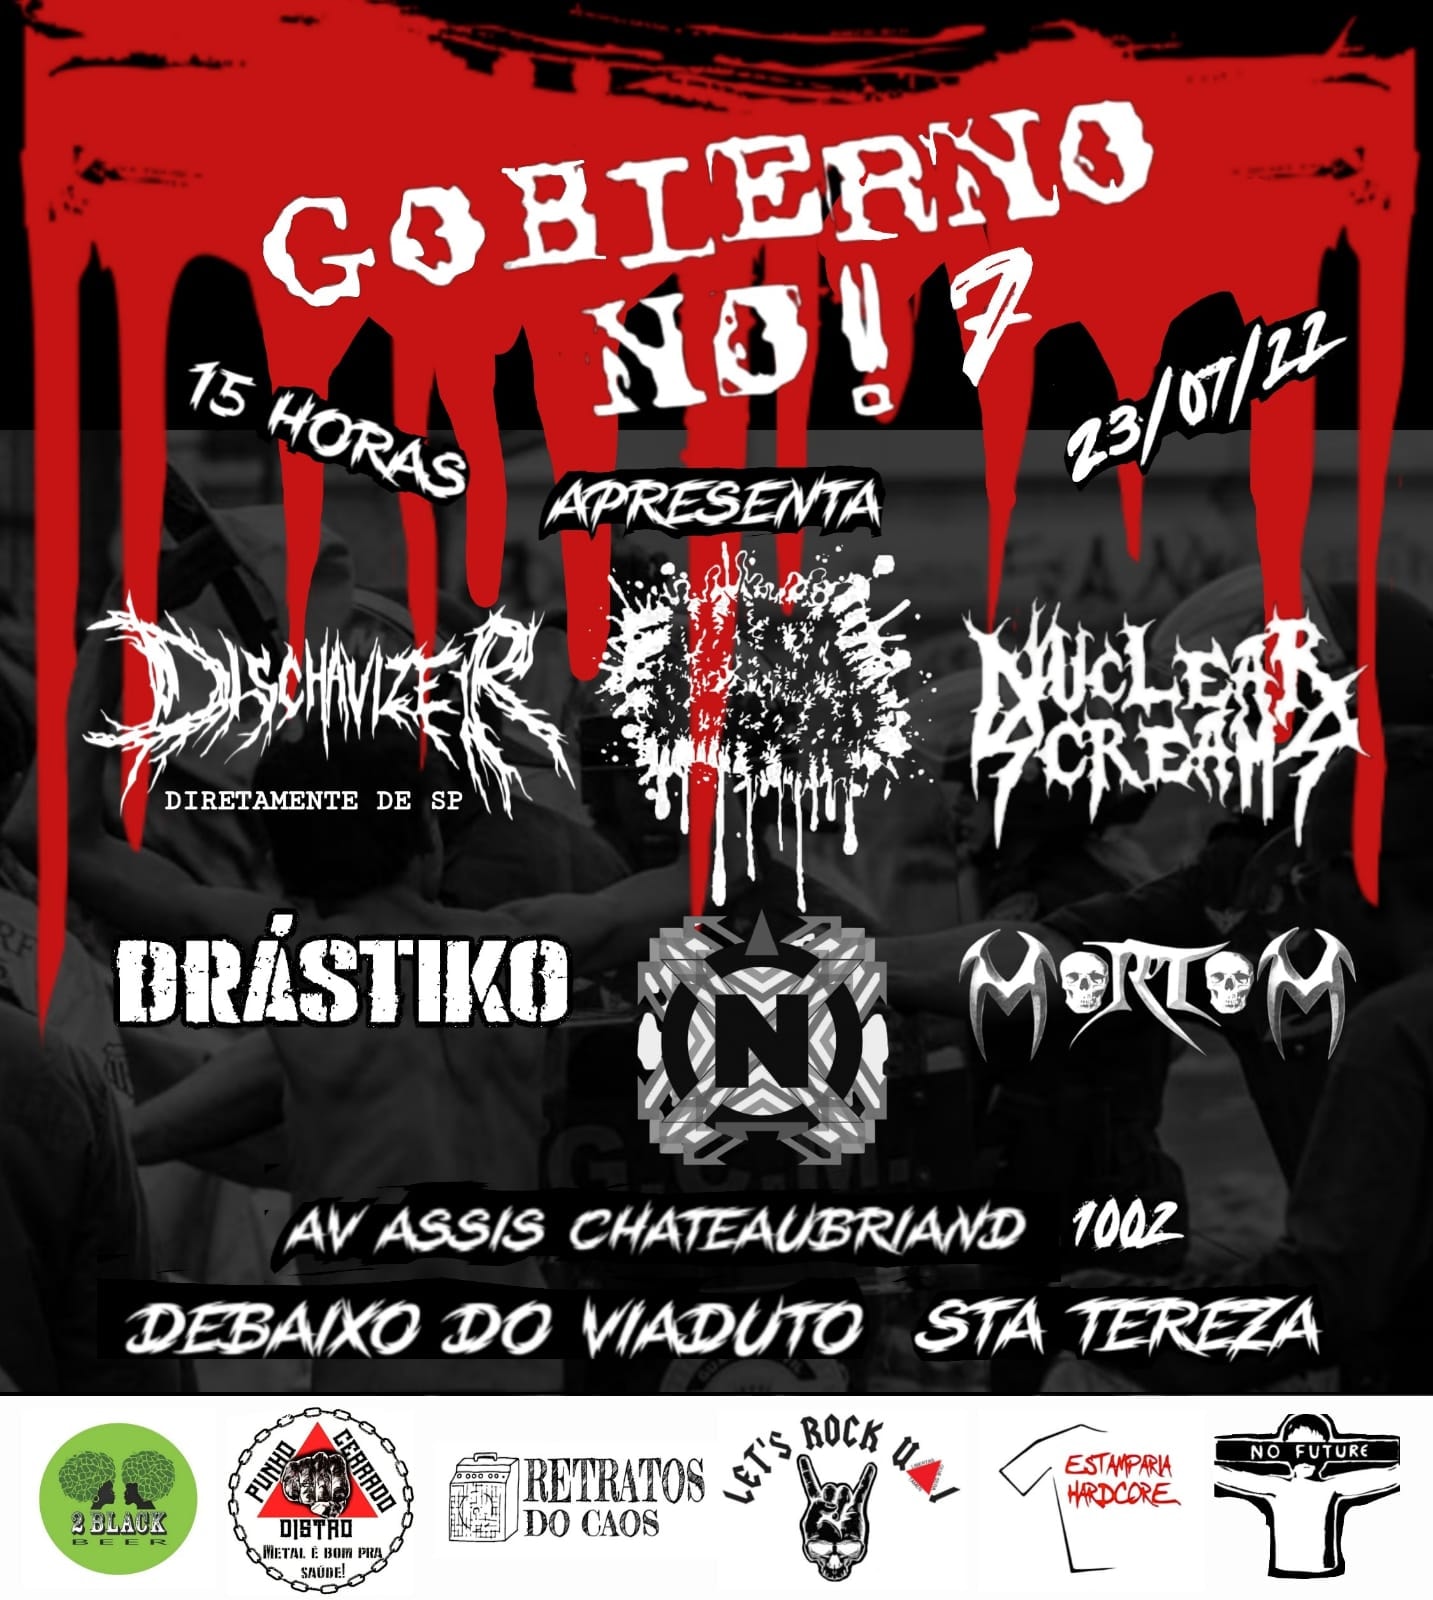 GOBIERNO
NO! 7
15 HORAS
23/07/22
APRESENTA
DISCHAVIZER
DIRETAMENTE DE SP
NUCLEAR
SCREAMS
DRÁSTIKO
N
MORTOM
G.C.M.
AV ASSIS CHATEAUBRIAND 1002
DEBAIXO DO VIADUTO STA TEREZA
2 BLACK
BEER
PUNHO CERRADO
DISTRO
METAL É BOM PRA
SAÚDE!
RETRATOS
DO CAOS
LET'S ROCK
ESTAMPARIA
HARDCORE
NO FUTURE